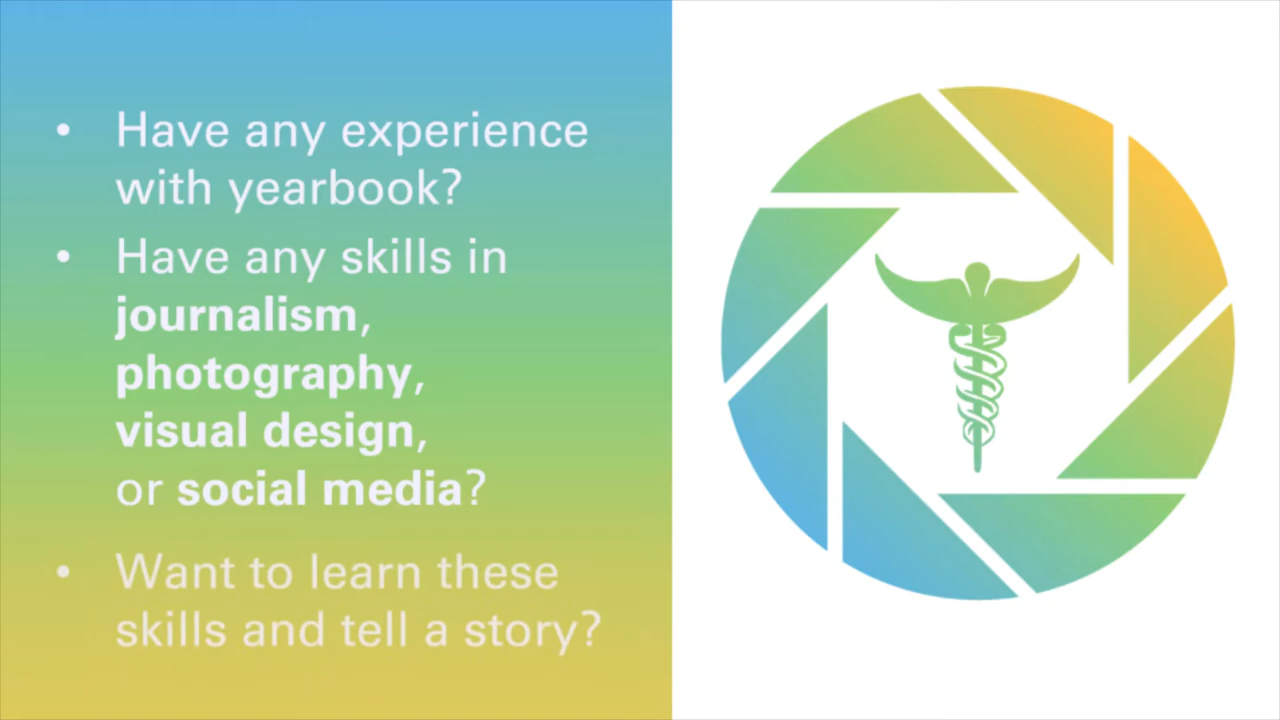 • Have any experience
with yearbook?
• Have any skills in
journalism,
photography,
visual design,
or social media?
• Want to learn these
skills and tell a story?